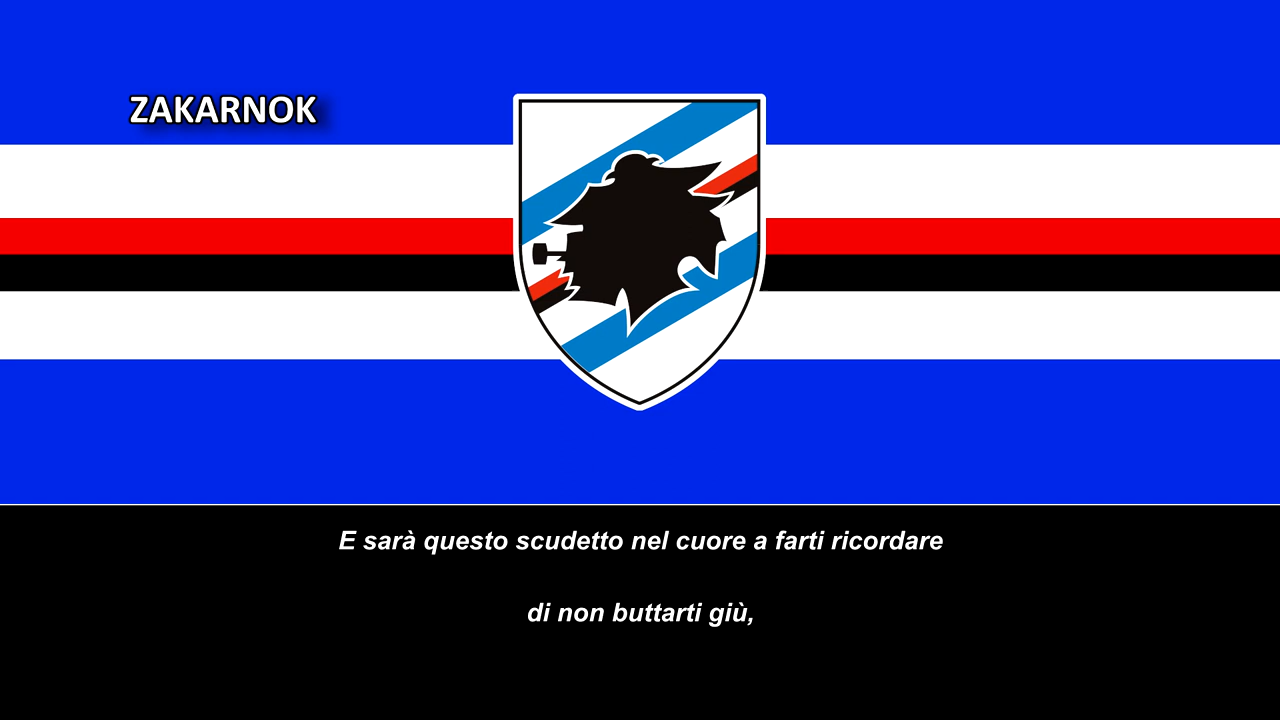 ZAKARNOK
E sarà questo scudetto nel cuore a farti ricordare
di non buttarti giù,